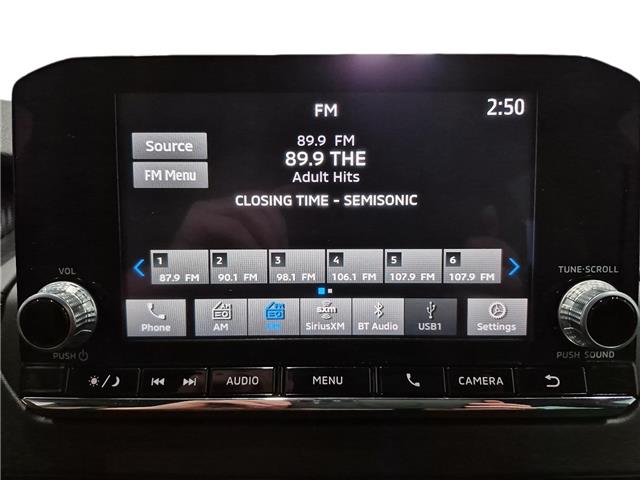 FM
2:50
Source
FM Menu
89.9 FM
89.9 THE
Adult Hits
CLOSING TIME - SEMISONIC
1 2 3 4 5 6
87.9 FM 90.1 FM 98.1 FM 106.1 FM 107.9 FM 107.9 FM
Phone AM FM SiriusXM BT Audio USB1 Settings
VOL
PUSH
TUNE·SCROLL
PUSH SOUND
AUDIO MENU CAMERA